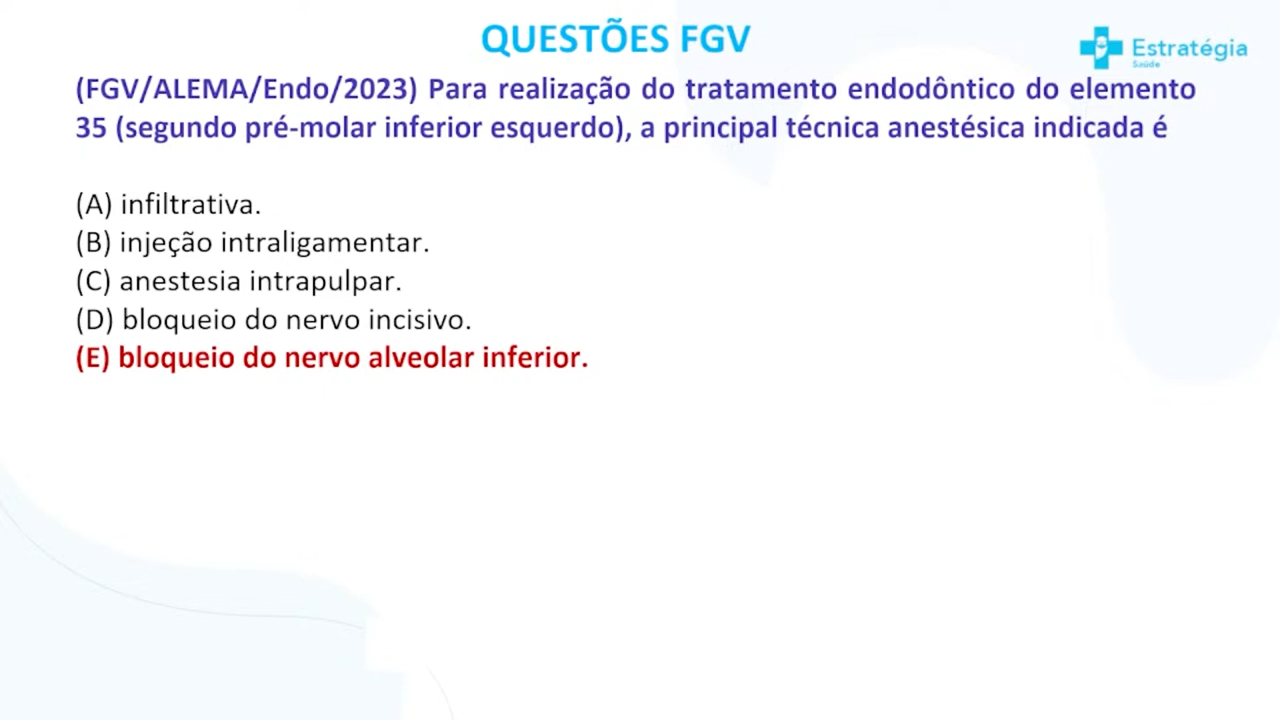 QUESTÕES FGV
Estratégia
Saúde
(FGV/ALEMA/Endo/2023) Para realização do tratamento endodôntico do elemento
35 (segundo pré-molar inferior esquerdo), a principal técnica anestésica indicada é
(A) infiltrativa.
(B) injeção intraligamentar.
(C) anestesia intrapulpar.
(D) bloqueio do nervo incisivo.
(E) bloqueio do nervo alveolar inferior.